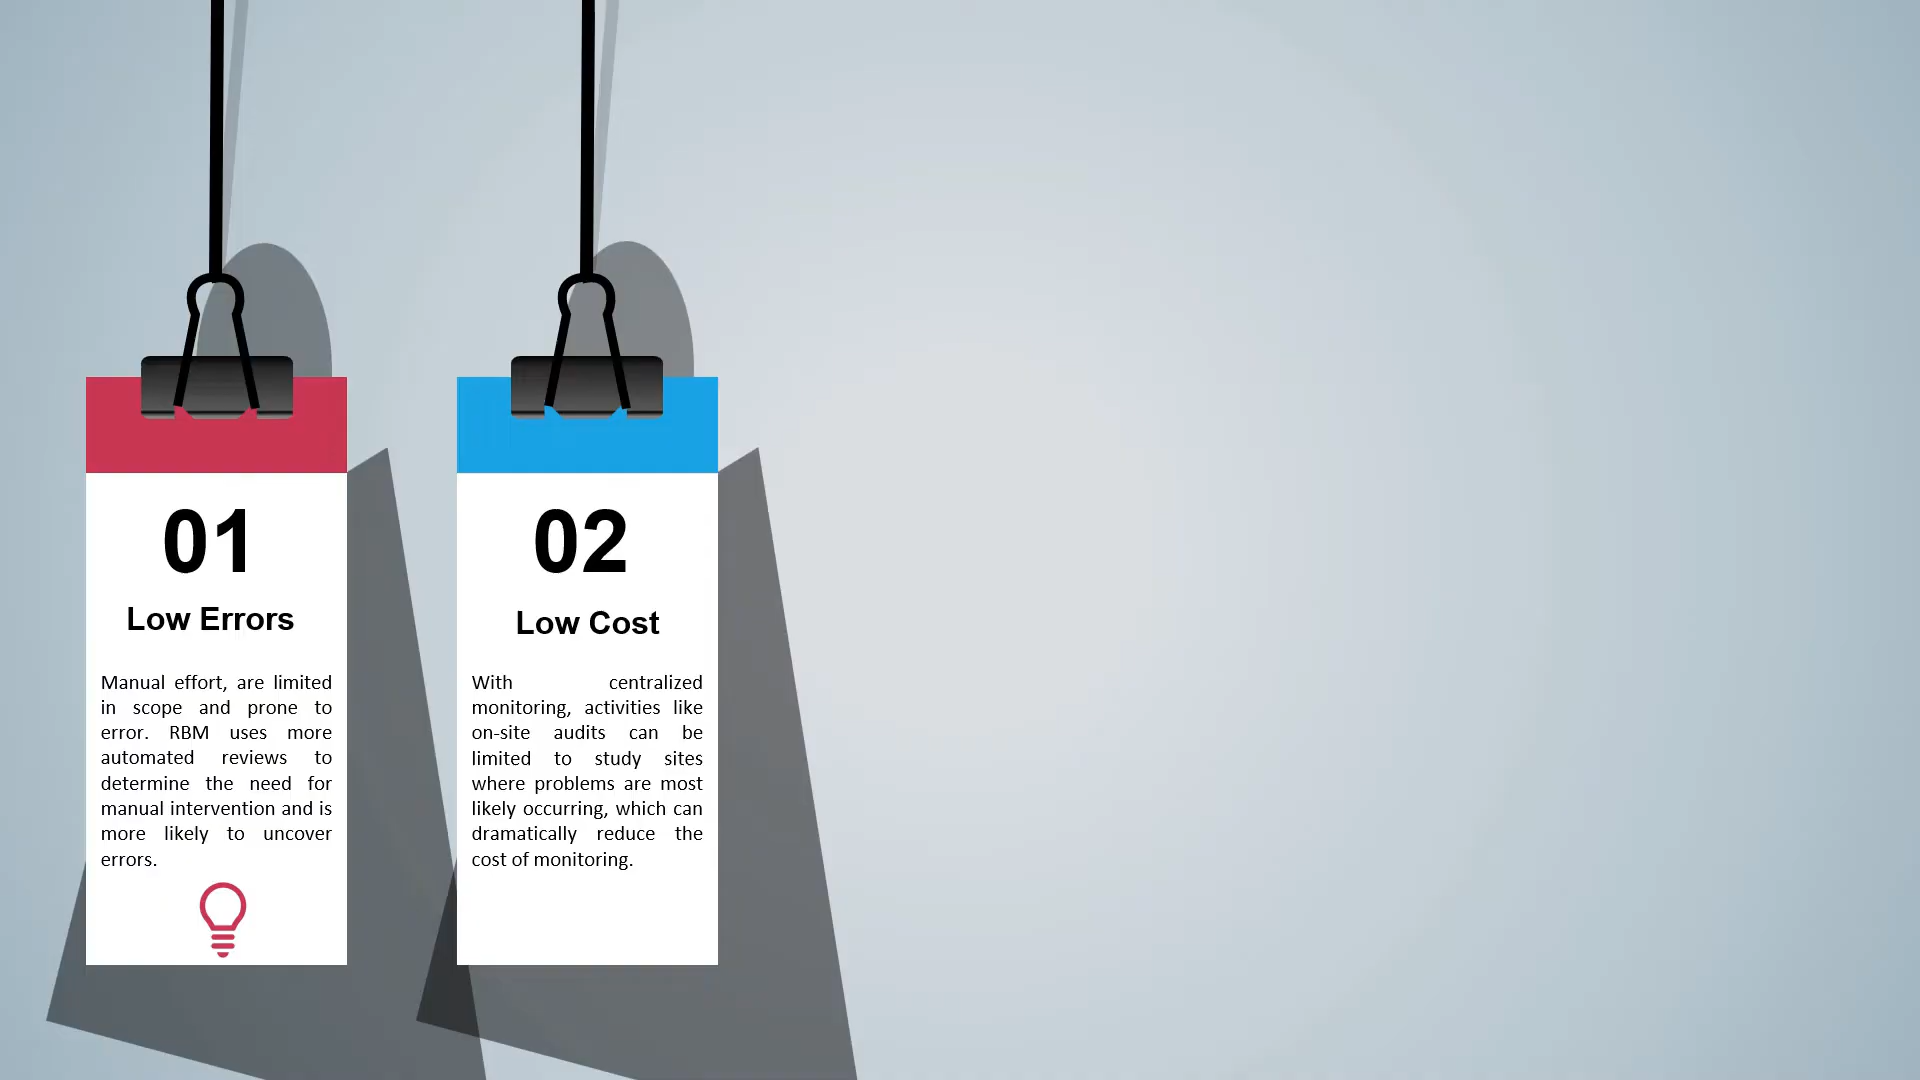 01
Low Errors
Manual effort, are limited
in scope and prone to
error. RBM uses more
automated reviews to
determine the need for
manual intervention and is
more likely to uncover
errors.
02
Low Cost
With centralized
monitoring, activities like
on-site audits can be
limited to study sites
where problems are most
likely occurring, which can
dramatically reduce the
cost of monitoring.